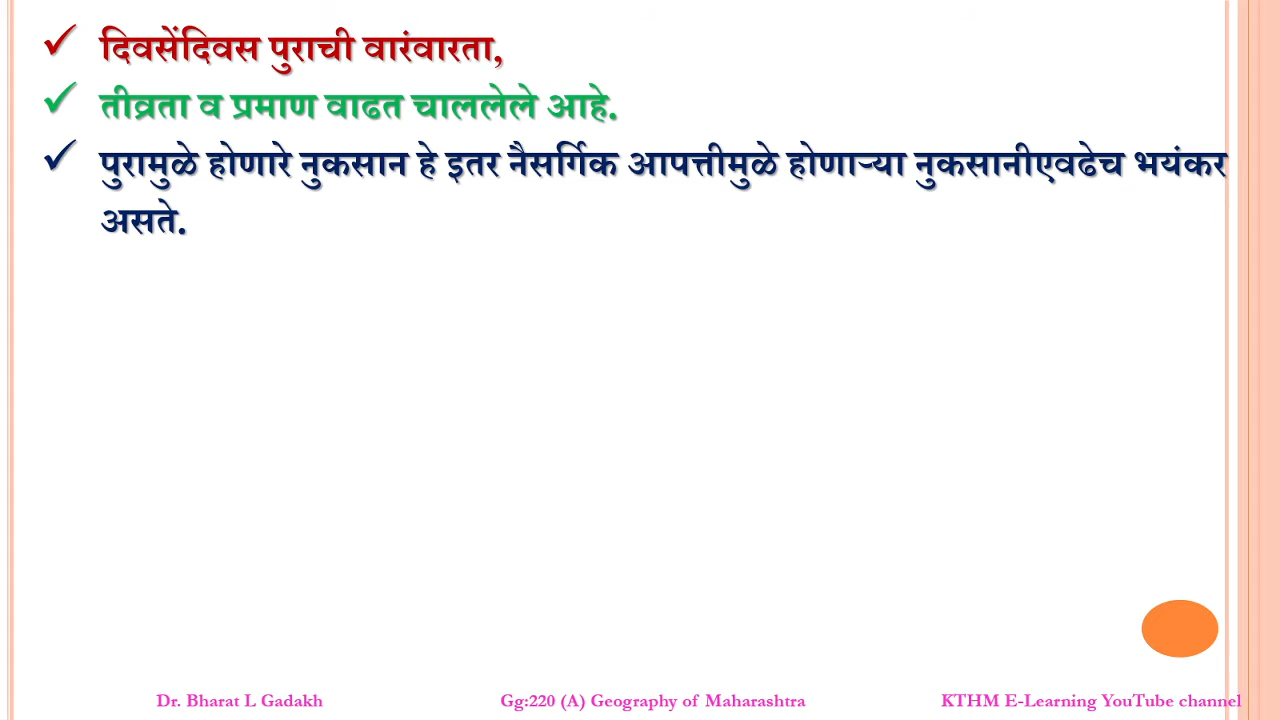 ✓ दिवसेंदिवस पुराची वारंवारता,
✓ तीव्रता व प्रमाण वाढत चाललेले आहे.
✓ पुरामुळे होणारे नुकसान हे इतर नैसर्गिक आपत्तीमुळे होणाऱ्या नुकसानीएवढेच भयंकर
असते.
Dr. Bharat L Gadakh Gg:220 (A) Geography of Maharashtra KTHM E-Learning YouTube channel